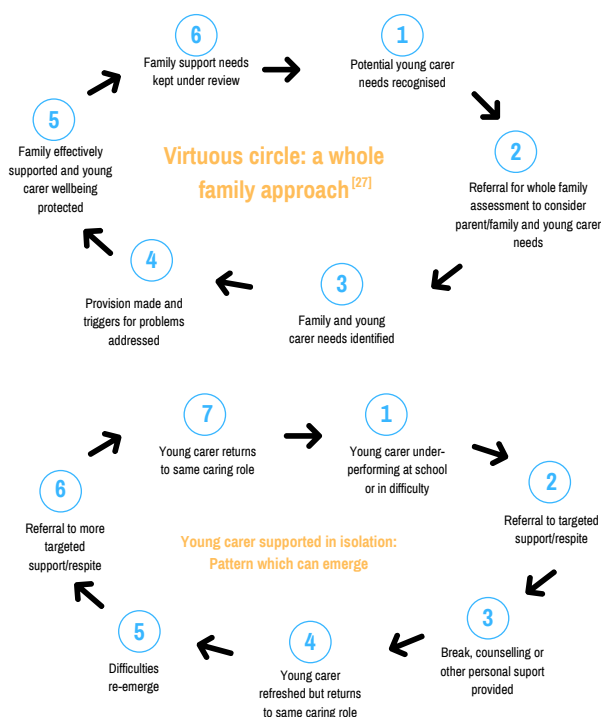 6
Family support needs
kept under review
1
Potential young carer
needs recognised
5
Family effectively
supported and young
carer wellbeing
protected
Virtuous circle: a whole
family approach [27]
2
Referral for whole family
assessment to consider
parent/family and young carer
needs
4
Provision made and
triggers for problems
addressed
3
Family and young
carer needs identified
7
Young carer returns
to same caring role
1
Young carer under-
performing at school
or in difficulty
6
Referral to more
targeted
support/respite
Young carer supported in isolation:
Pattern which can emerge
2
Referral to targeted
support/respite
5
Difficulties
re-emerge
4
Young carer
refreshed but returns
to same caring role
3
Break, counselling or
other personal suport
provided